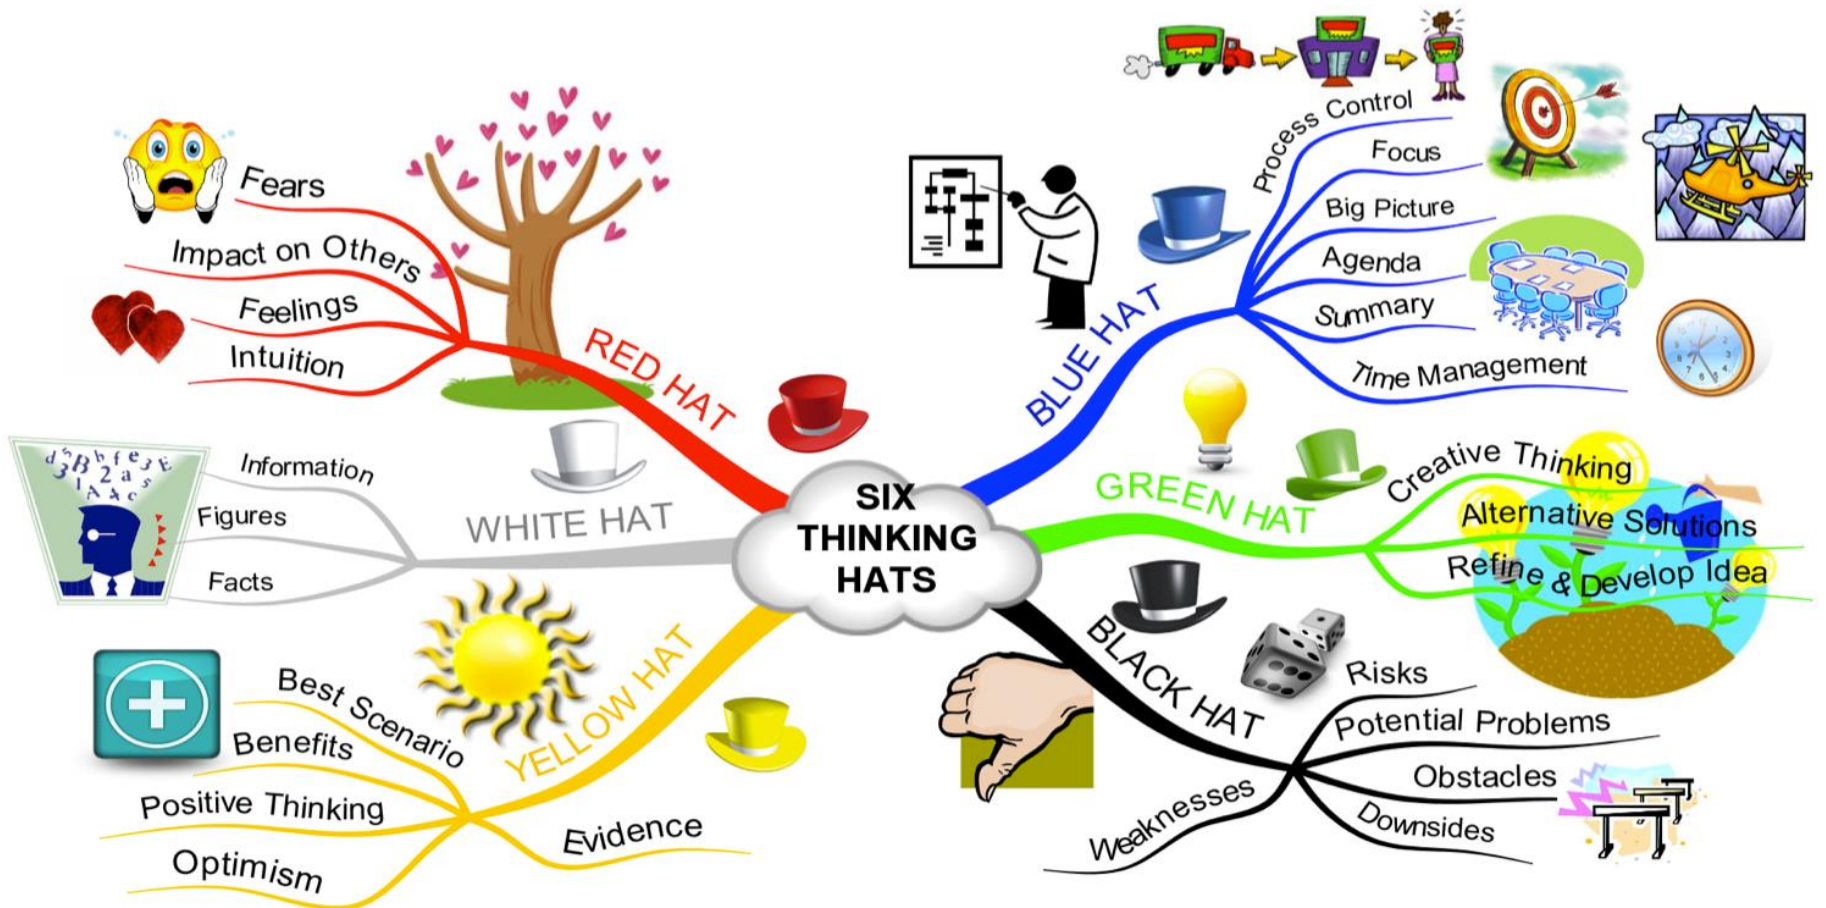 SIX
THINKING
HATS
BLUE HAT
Process Control
Focus
Big Picture
Agenda
Summary
Time Management
GREEN HAT
Creative Thinking
Alternative Solutions
Refine & Develop Idea
BLACK HAT
Risks
Potential Problems
Obstacles
Downsides
Weaknesses
YELLOW HAT
Best Scenario
Benefits
Positive Thinking
Optimism
Evidence
WHITE HAT
Information
Figures
Facts
RED HAT
Fears
Impact on Others
Feelings
Intuition